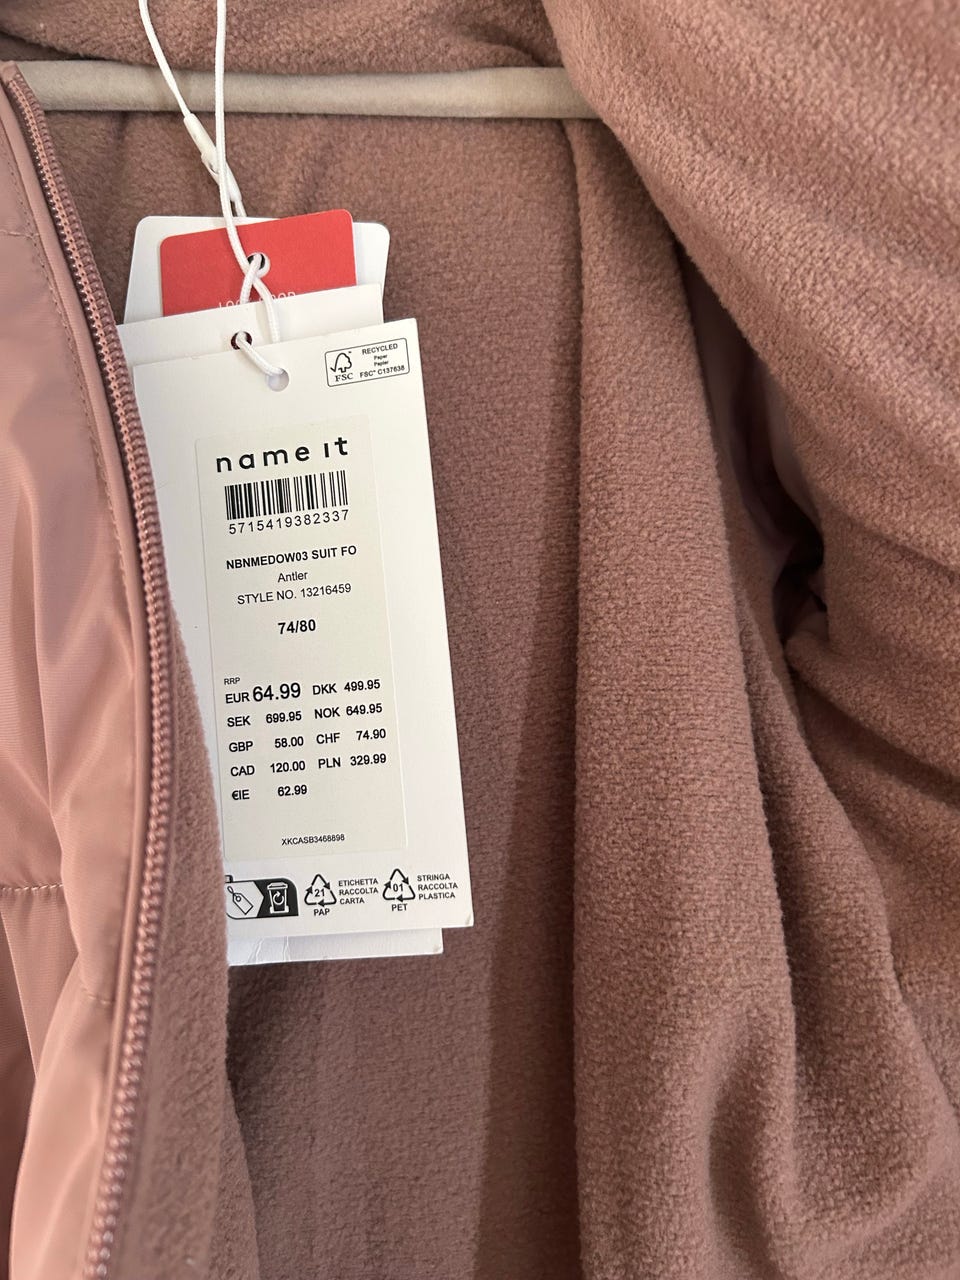 RECYCLED
Paper
Papier
FSC® C137638
FSC
name it
5715419382337
NBNMEDOW03 SUIT FO
Antler
STYLE NO. 13216459
74/80
RRP
EUR 64.99 DKK 499.95
SEK 699.95 NOK 649.95
GBP 58.00 CHF 74.90
CAD 120.00 PLN 329.99
€IE 62.99
XKCASB3468898
21
PAP
ETICHETTA
RACCOLTA
CARTA
01
PET
STRINGA
RACCOLTA
PLASTICA